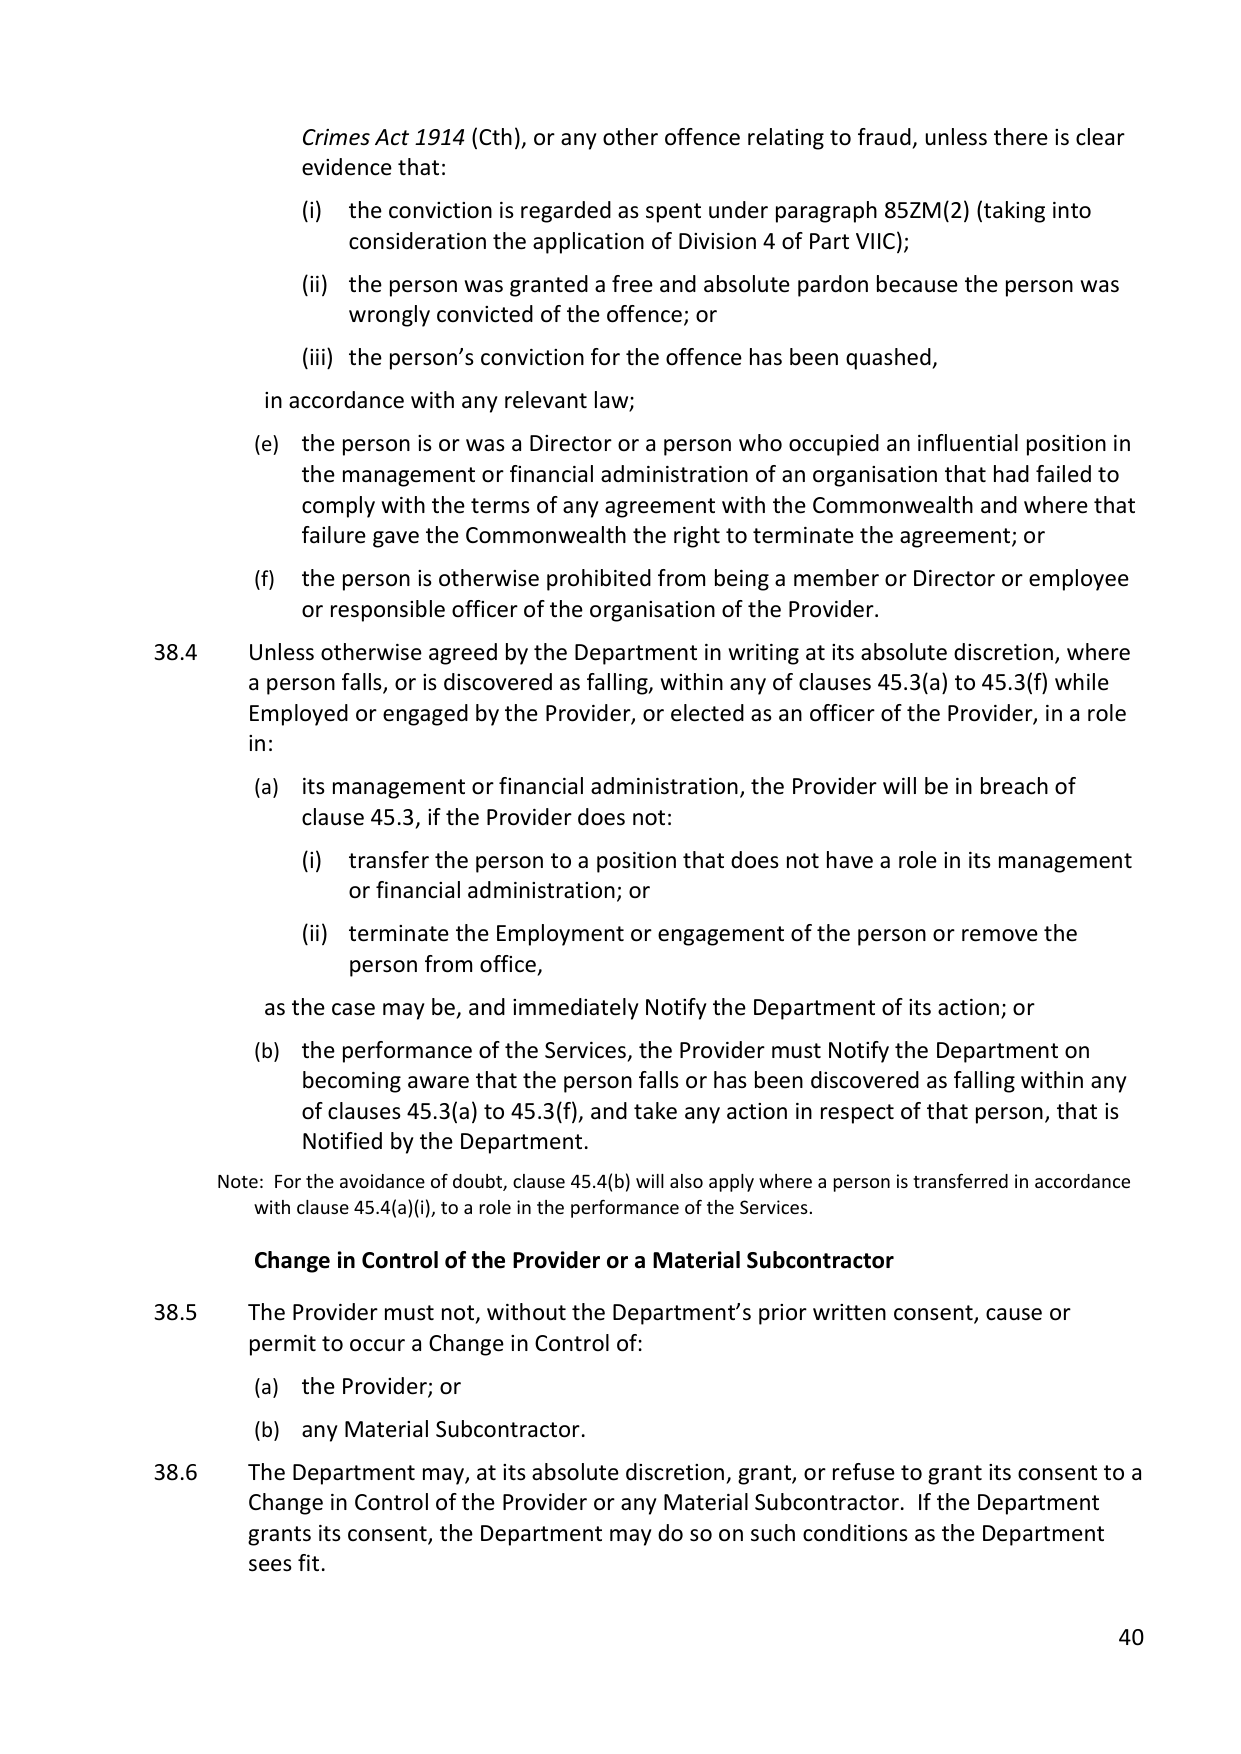 Crimes Act 1914 (Cth), or any other offence relating to fraud, unless there is clear
evidence that:
(i) the conviction is regarded as spent under paragraph 85ZM(2) (taking into
consideration the application of Division 4 of Part VIIC);
(ii) the person was granted a free and absolute pardon because the person was
wrongly convicted of the offence; or
(iii) the person’s conviction for the offence has been quashed,
in accordance with any relevant law;
(e) the person is or was a Director or a person who occupied an influential position in
the management or financial administration of an organisation that had failed to
comply with the terms of any agreement with the Commonwealth and where that
failure gave the Commonwealth the right to terminate the agreement; or
(f) the person is otherwise prohibited from being a member or Director or employee
or responsible officer of the organisation of the Provider.
38.4 Unless otherwise agreed by the Department in writing at its absolute discretion, where
a person falls, or is discovered as falling, within any of clauses 45.3(a) to 45.3(f) while
Employed or engaged by the Provider, or elected as an officer of the Provider, in a role
in:
(a) its management or financial administration, the Provider will be in breach of
clause 45.3, if the Provider does not:
(i) transfer the person to a position that does not have a role in its management
or financial administration; or
(ii) terminate the Employment or engagement of the person or remove the
person from office,
as the case may be, and immediately Notify the Department of its action; or
(b) the performance of the Services, the Provider must Notify the Department on
becoming aware that the person falls or has been discovered as falling within any
of clauses 45.3(a) to 45.3(f), and take any action in respect of that person, that is
Notified by the Department.
Note: For the avoidance of doubt, clause 45.4(b) will also apply where a person is transferred in accordance
with clause 45.4(a)(i), to a role in the performance of the Services.
Change in Control of the Provider or a Material Subcontractor
38.5 The Provider must not, without the Department’s prior written consent, cause or
permit to occur a Change in Control of:
(a) the Provider; or
(b) any Material Subcontractor.
38.6 The Department may, at its absolute discretion, grant, or refuse to grant its consent to a
Change in Control of the Provider or any Material Subcontractor. If the Department
grants its consent, the Department may do so on such conditions as the Department
sees fit.
40